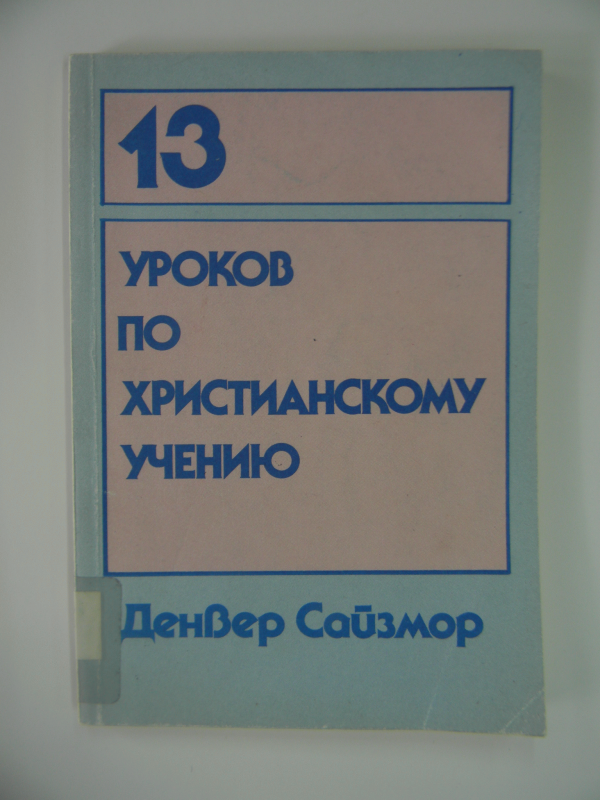 13
УРОКОВ
ПО
ХРИСТИАНСКОМУ
УЧЕНИЮ
Денвер Сайзмор